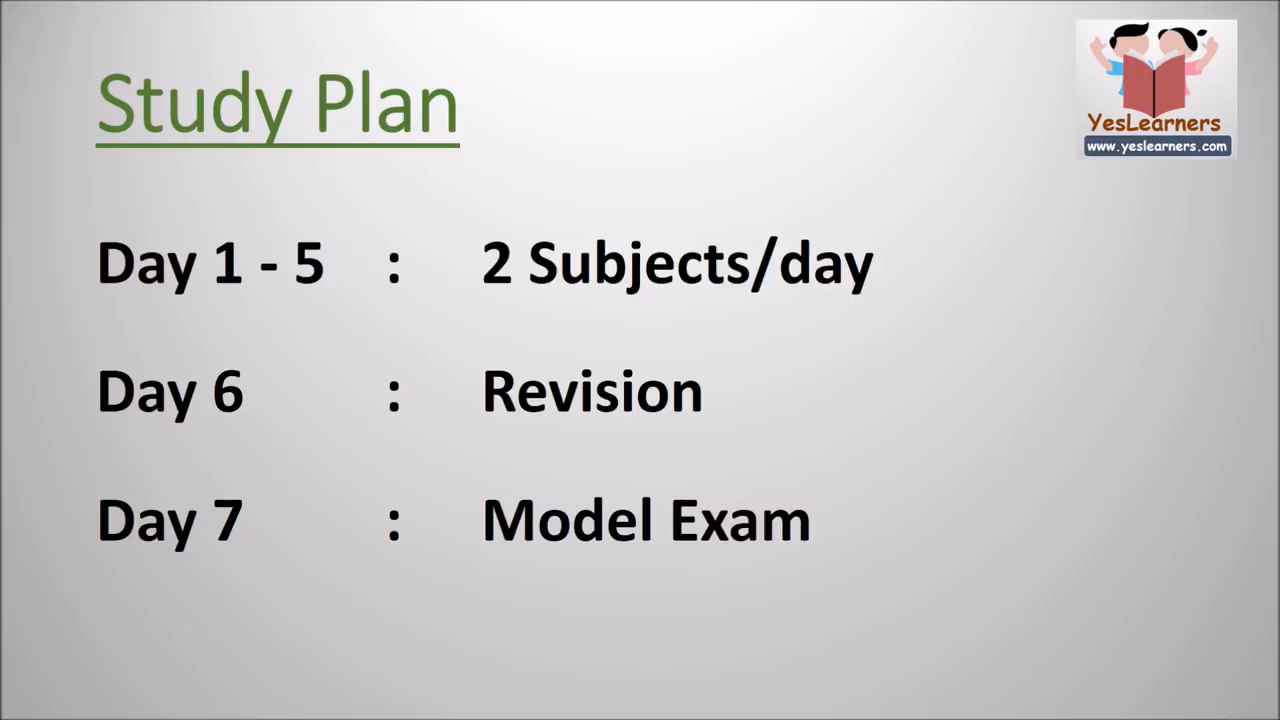 Study Plan
YesLearners
www.yeslearners.com
Day 1 - 5 : 2 Subjects/day
Day 6 : Revision
Day 7 : Model Exam